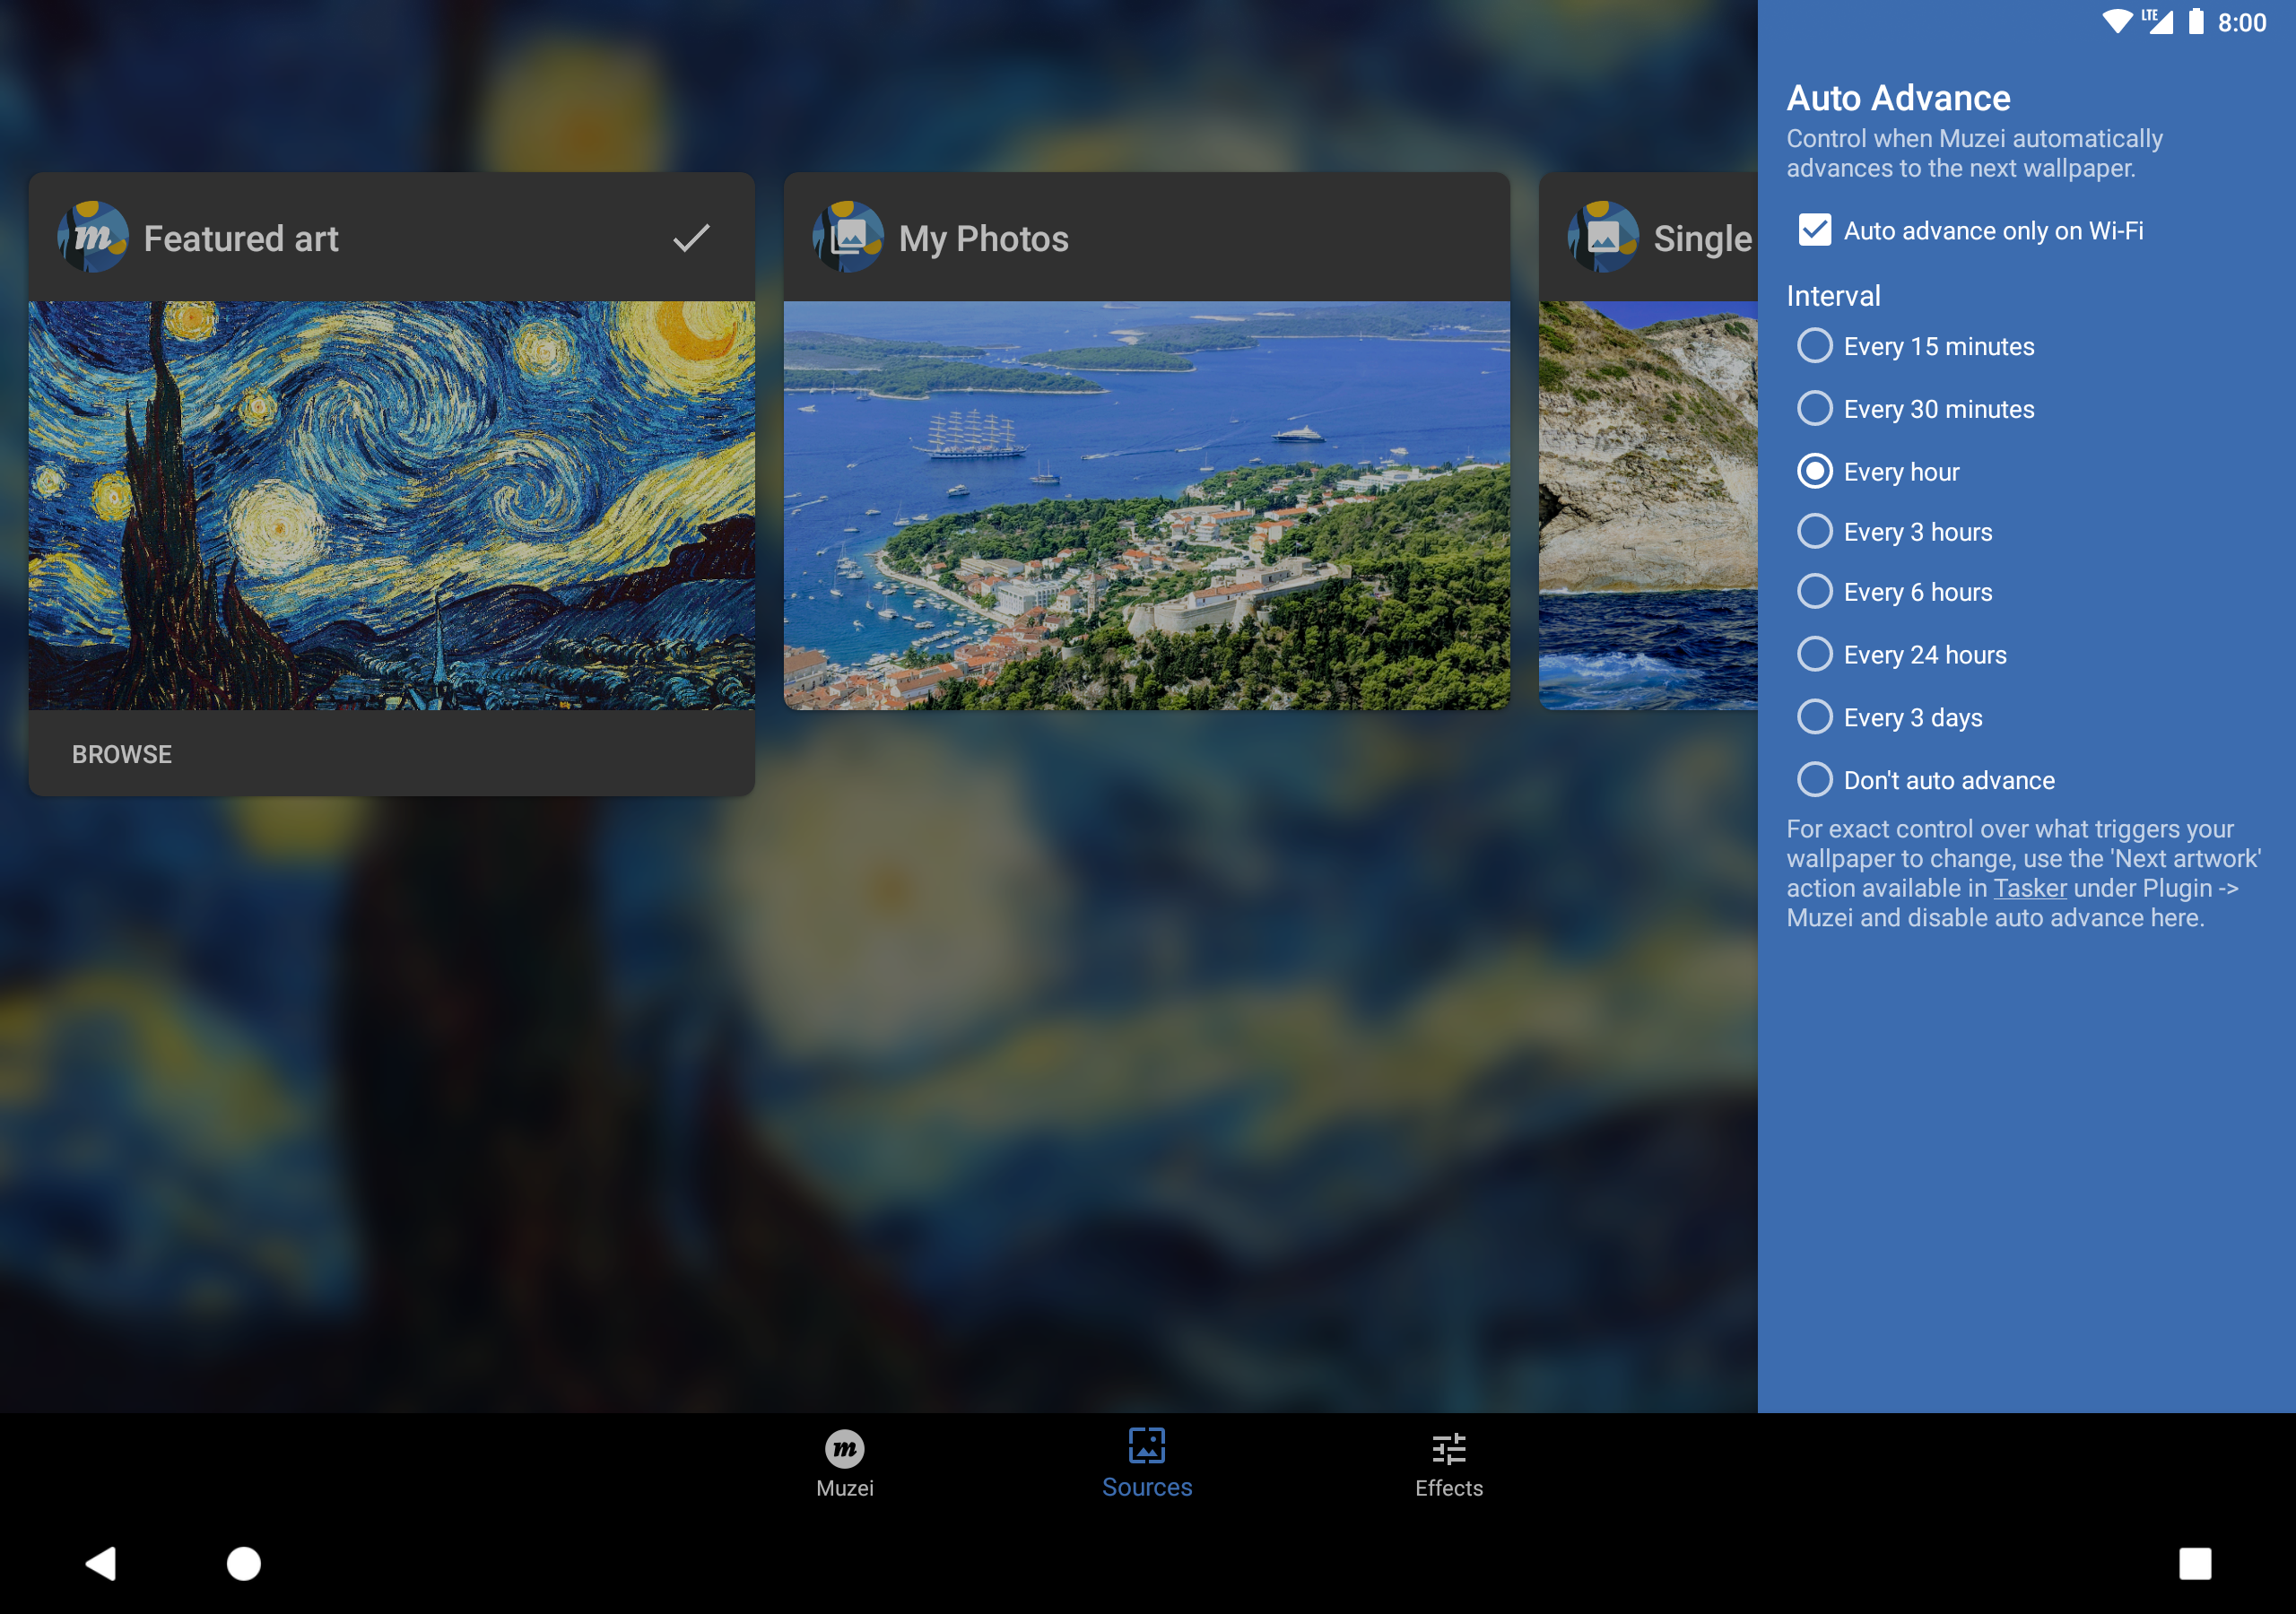 LTE 8:00
Featured art
BROWSE
My Photos
Single
Auto Advance
Control when Muzei automatically
advances to the next wallpaper.
Auto advance only on Wi-Fi
Interval
Every 15 minutes
Every 30 minutes
Every hour
Every 3 hours
Every 6 hours
Every 24 hours
Every 3 days
Don't auto advance
For exact control over what triggers your
wallpaper to change, use the 'Next artwork'
action available in Tasker under Plugin ->
Muzei and disable auto advance here.
Muzei
Sources
Effects